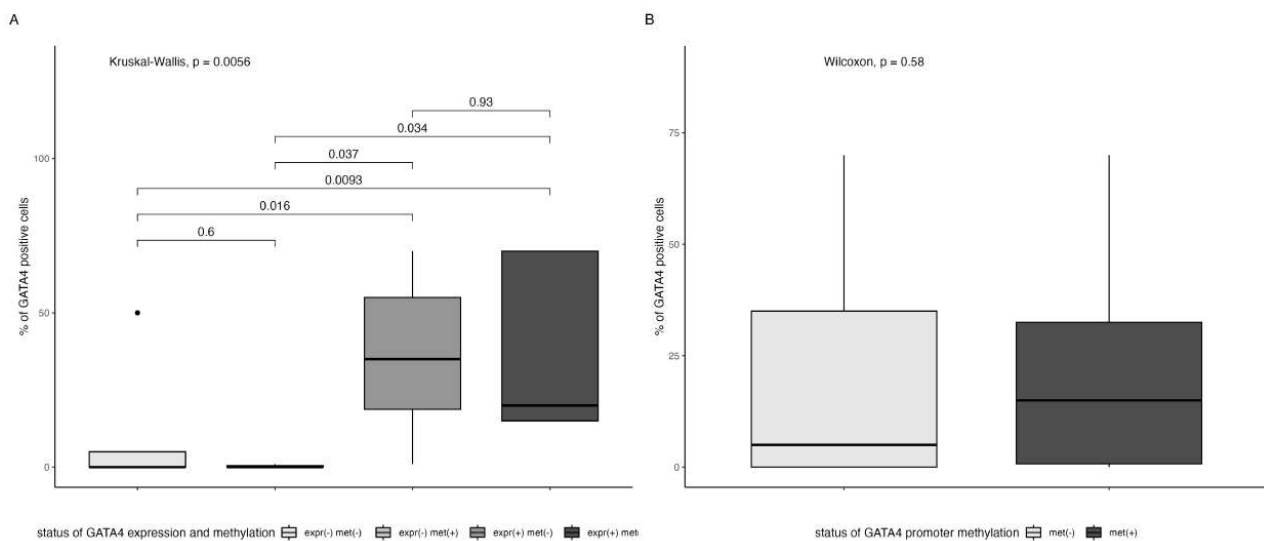 A
Kruskal-Wallis, p = 0.0056
0.93
0.034
0.037
0.0093
0.016
0.6
100
50
0
% of GATA4 positive cells
status of GATA4 expression and methylation expr(-) met(-) expr(-) met(+) expr(+) met(-) expr(+) met(
B
Wilcoxon, p = 0.58
75
50
25
0
% of GATA4 positive cells
status of GATA4 promoter methylation met(-) met(+)